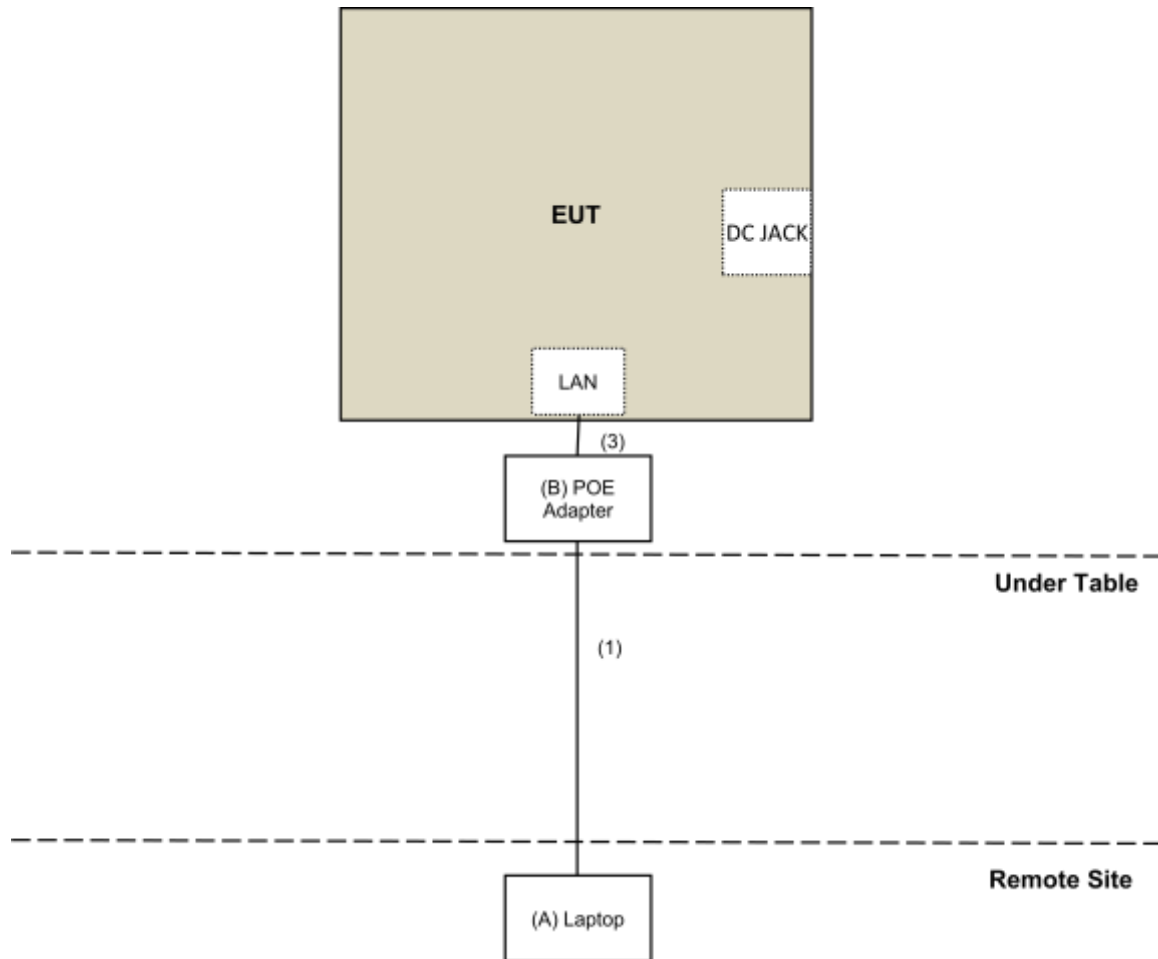 EUT
DC JACK
LAN
(3)
(B) POE
Adapter
Under Table
(1)
Remote Site
(A) Laptop